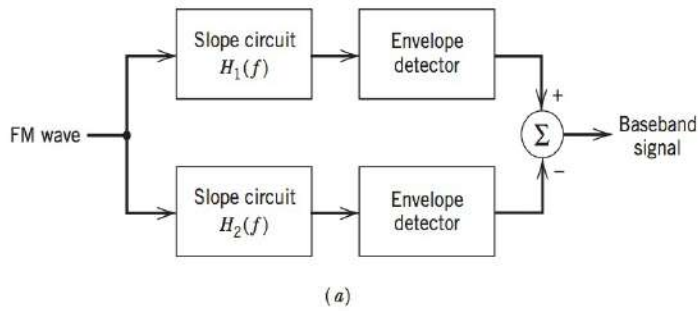 Slope circuit
H₁(f)
Envelope
detector
+
FM wave
Σ
Baseband
signal
−
Slope circuit
H₂(f)
Envelope
detector
(a)